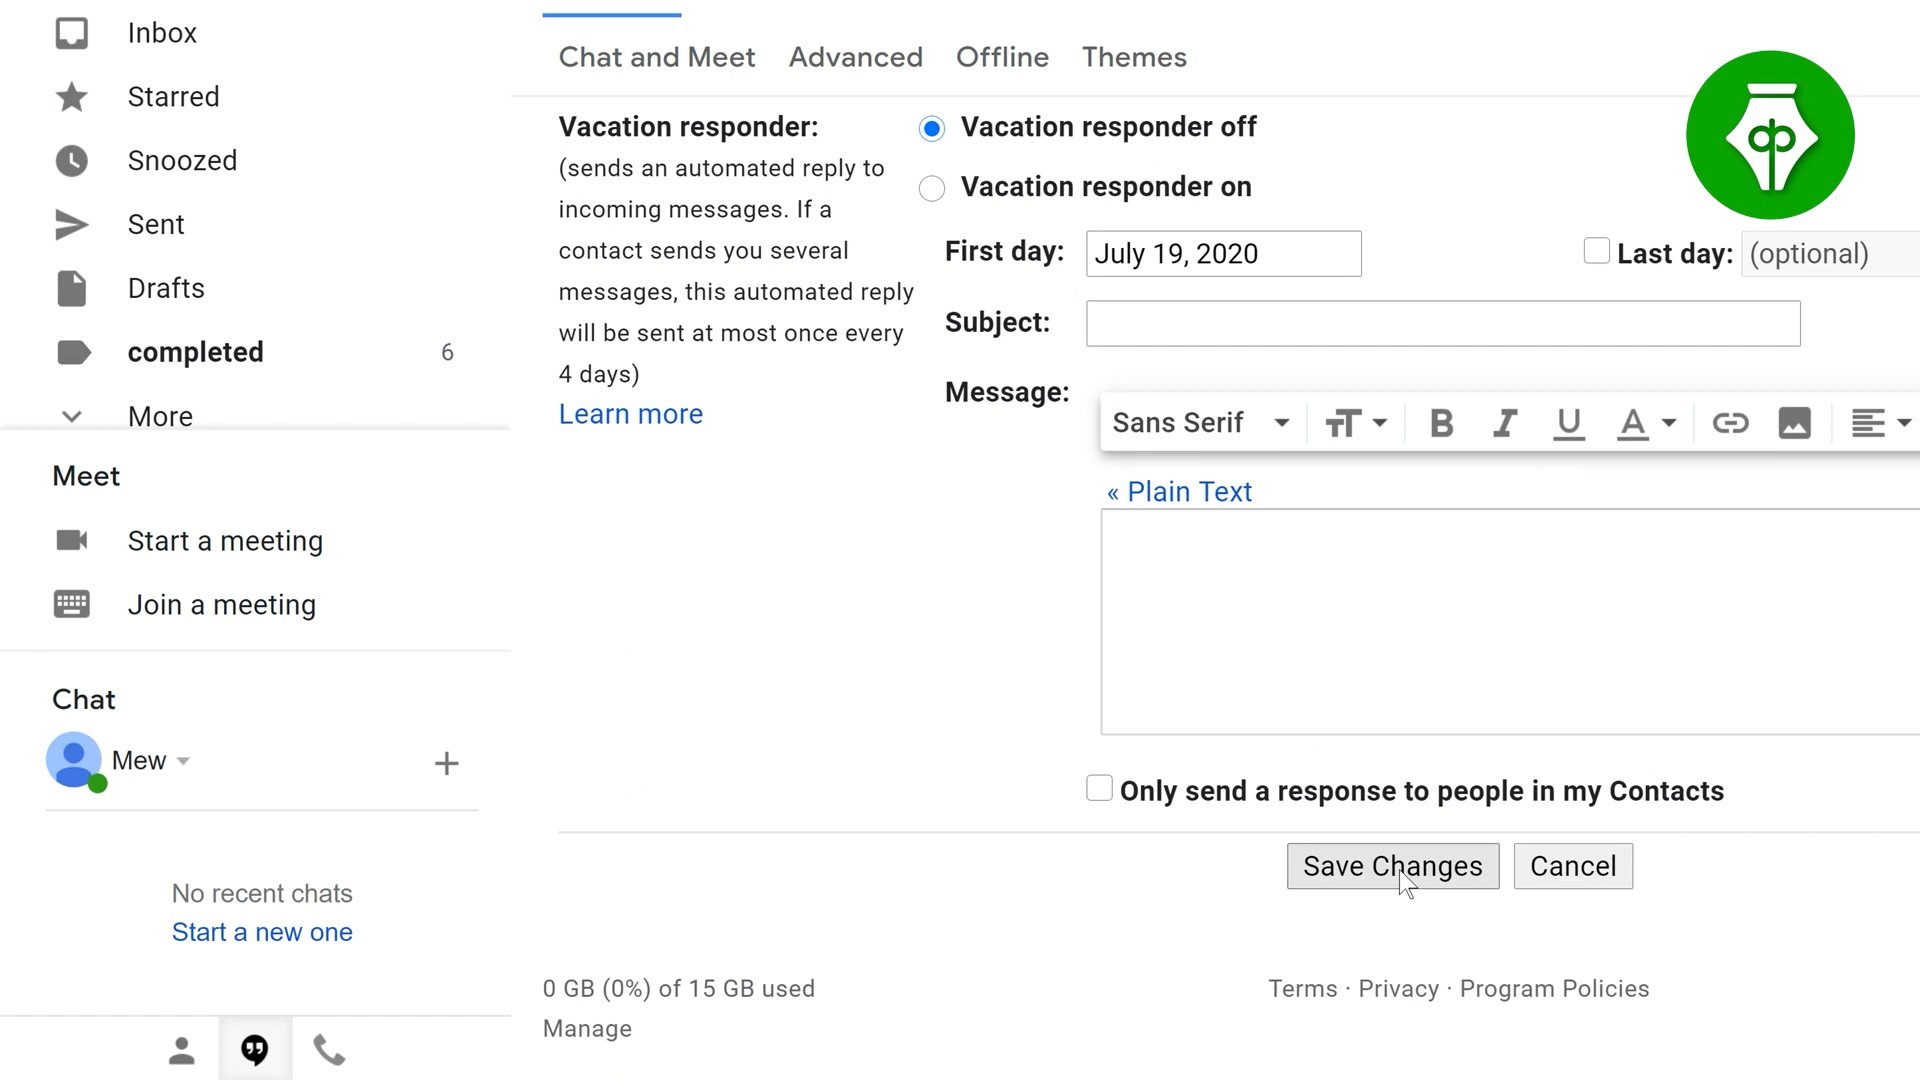 Inbox
Starred
Snoozed
Sent
Drafts
completed 6
More
Meet
Start a meeting
Join a meeting
Chat
Mew
No recent chats
Start a new one
Chat and Meet Advanced Offline Themes
Vacation responder:
(sends an automated reply to
incoming messages. If a
contact sends you several
messages, this automated reply
will be sent at most once every
4 days)
Learn more
Vacation responder off
Vacation responder on
First day: July 19, 2020 Last day: (optional)
Subject:
Message:
Sans Serif
« Plain Text
Only send a response to people in my Contacts
Save Changes Cancel
0 GB (0%) of 15 GB used
Manage
Terms · Privacy · Program Policies